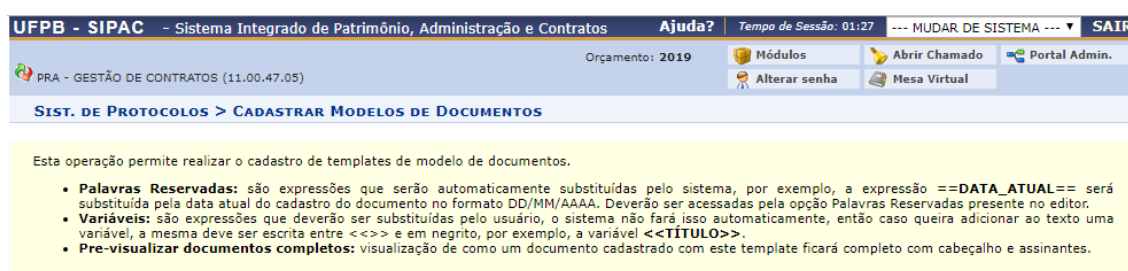 UFPB - SIPAC - Sistema Integrado de Patrimônio, Administração e Contratos Ajuda? Tempo de Sessão: 01:27 --- MUDAR DE SISTEMA --- SAIR
Orçamento: 2019 Módulos Abrir Chamado Portal Admin.
PRA - GESTÃO DE CONTRATOS (11.00.47.05) Alterar senha Mesa Virtual
SIST. DE PROTOCOLOS > CADASTRAR MODELOS DE DOCUMENTOS
Esta operação permite realizar o cadastro de templates de modelo de documentos.
• Palavras Reservadas: são expressões que serão automaticamente substituídas pelo sistema, por exemplo, a expressão ==DATA_ATUAL== será
substituída pela data atual do cadastro do documento no formato DD/MM/AAAA. Deverão ser acessadas pela opção Palavras Reservadas presente no editor.
• Variáveis: são expressões que deverão ser substituídas pelo usuário, o sistema não fará isso automaticamente, então caso queira adicionar ao texto uma
variável, a mesma deve ser escrita entre <<>> e em negrito, por exemplo, a variável <<TÍTULO>>.
• Pre-visualizar documentos completos: visualização de como um documento cadastrado com este template ficará completo com cabeçalho e assinantes.